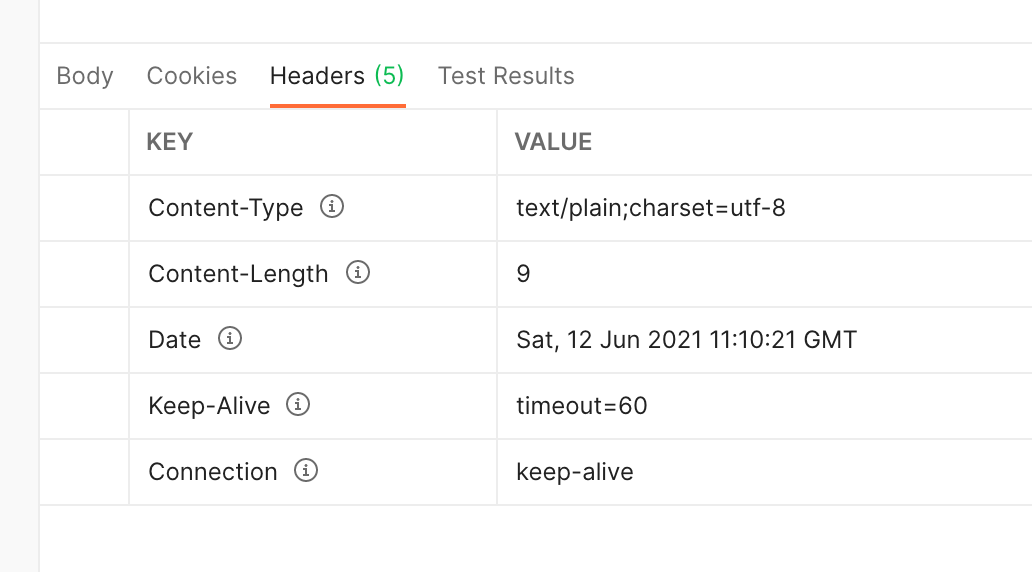 Body Cookies Headers (5) Test Results
KEY VALUE
Content-Type text/plain;charset=utf-8
Content-Length 9
Date Sat, 12 Jun 2021 11:10:21 GMT
Keep-Alive timeout=60
Connection keep-alive